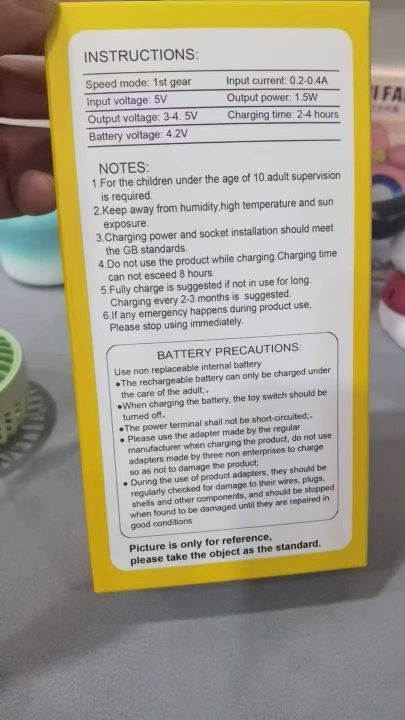 INSTRUCTIONS:
Speed mode: 1st gear Input current: 0.2-0.4A
Input voltage: 5V Output power: 1.5W
Output voltage: 3-4. 5V Charging time: 2-4 hours
Battery voltage: 4.2V
NOTES:
1.For the children under the age of 10.adult supervision
is required.
2.Keep away from humidity,high temperature and sun
exposure.
3.Charging power and socket installation should meet
the GB standards.
4.Do not use the product while charging.Charging time
can not exceed 8 hours.
5.Fully charge is suggested if not in use for long.
Charging every 2-3 months is suggested.
6.If any emergency happens during product use,
Please stop using immediately.
BATTERY PRECAUTIONS:
Use non replaceable internal battery
●The rechargeable battery can only be charged under
the care of the adult;。
●When charging the battery, the toy switch should be
turned off。
●The power terminal shall not be short-circuited;。
● Please use the adapter made by the regular
manufacturer when charging the product, do not use
adapters made by three non enterprises to charge
so as not to damage the product;
● During the use of product adapters, they should be
regularly checked for damage to their wires, plugs,
shells and other components, and should be stopped
when found to be damaged until they are repaired in
good conditions
Picture is only for reference,
please take the object as the standard.